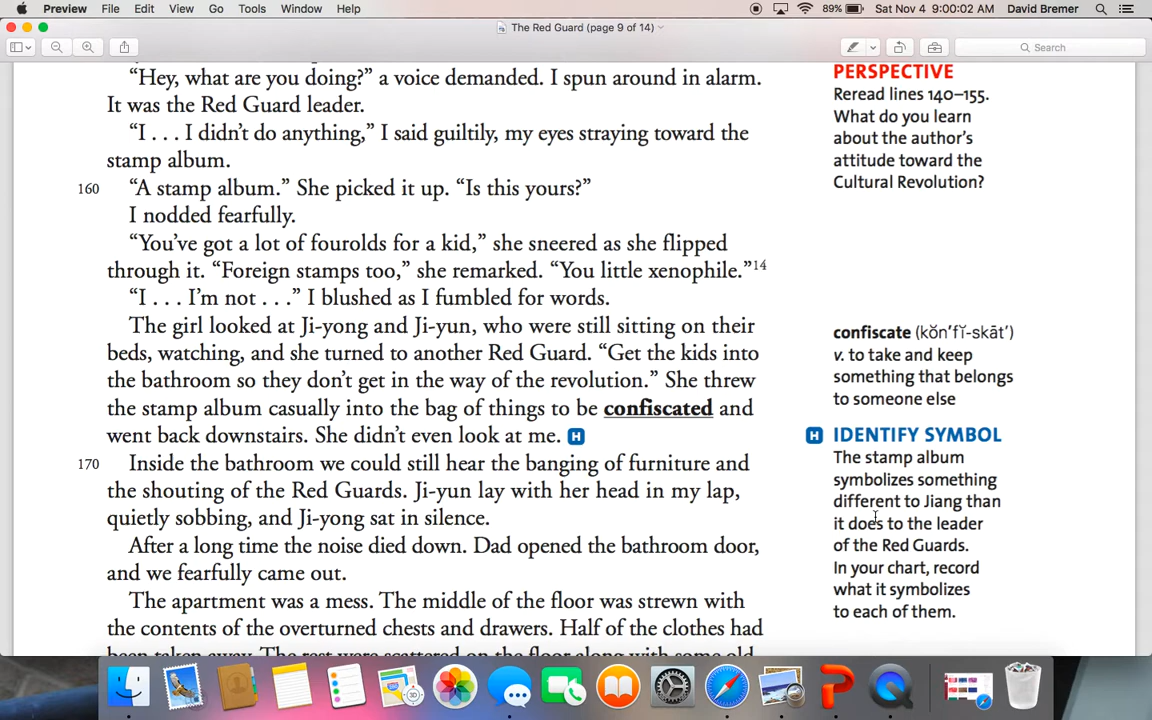 Preview File Edit View Go Tools Window Help 89% Sat Nov 4 9:00:02 AM David Bremer
The Red Guard (page 9 of 14)
Search
“Hey, what are you doing?” a voice demanded. I spun around in alarm.
It was the Red Guard leader.
“I . . . I didn’t do anything,” I said guiltily, my eyes straying toward the
stamp album.
160 “A stamp album.” She picked it up. “Is this yours?”
I nodded fearfully.
“You’ve got a lot of fourolds for a kid,” she sneered as she flipped
through it. “Foreign stamps too,” she remarked. “You little xenophile.”14
“I . . . I’m not . . .” I blushed as I fumbled for words.
The girl looked at Ji-yong and Ji-yun, who were still sitting on their
beds, watching, and she turned to another Red Guard. “Get the kids into
the bathroom so they don’t get in the way of the revolution.” She threw
the stamp album casually into the bag of things to be confiscated and
went back downstairs. She didn’t even look at me. H
170 Inside the bathroom we could still hear the banging of furniture and
the shouting of the Red Guards. Ji-yun lay with her head in my lap,
quietly sobbing, and Ji-yong sat in silence.
After a long time the noise died down. Dad opened the bathroom door,
and we fearfully came out.
The apartment was a mess. The middle of the floor was strewn with
the contents of the overturned chests and drawers. Half of the clothes had
been taken away. The rest were scattered on the floor along with some old
PERSPECTIVE
Reread lines 140–155.
What do you learn
about the author’s
attitude toward the
Cultural Revolution?
confiscate (kŏn′fĭ-skāt′)
v. to take and keep
something that belongs
to someone else
H IDENTIFY SYMBOL
The stamp album
symbolizes something
different to Jiang than
it does to the leader
of the Red Guards.
In your chart, record
what it symbolizes
to each of them.